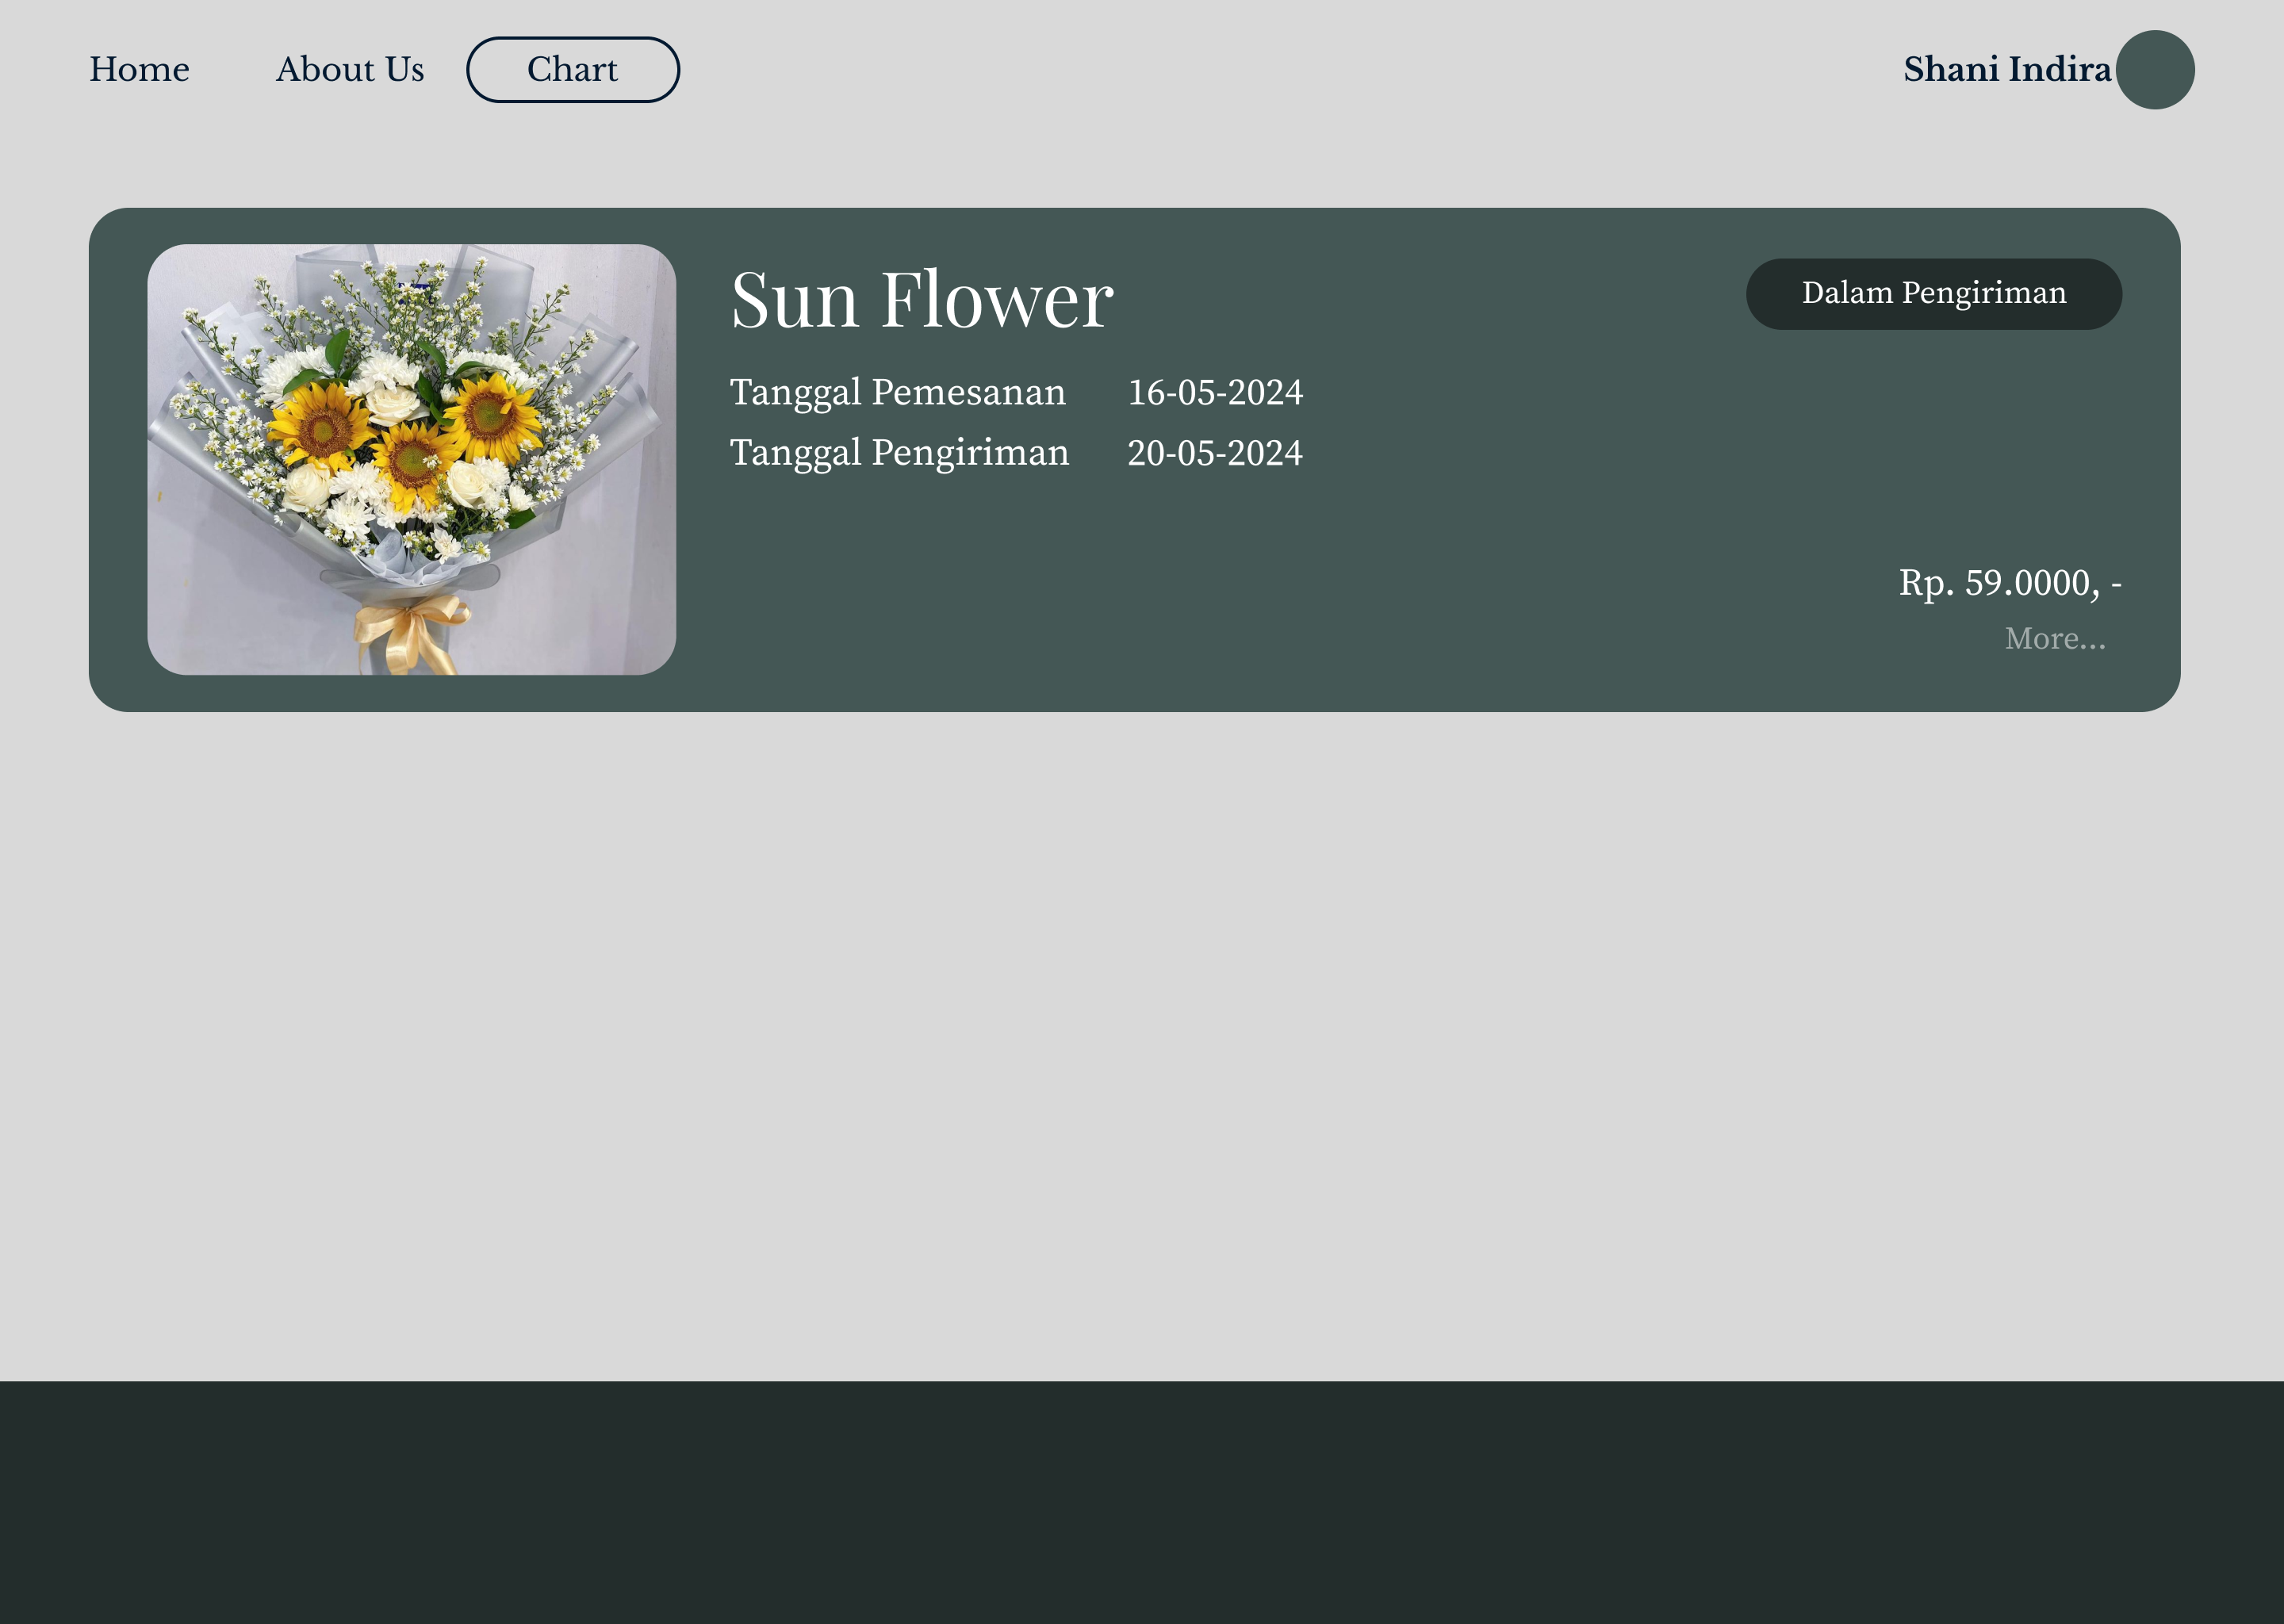 Home About Us Chart Shani Indira
Sun Flower
Dalam Pengiriman
Tanggal Pemesanan 16-05-2024
Tanggal Pengiriman 20-05-2024
Rp. 59.0000, -
More...